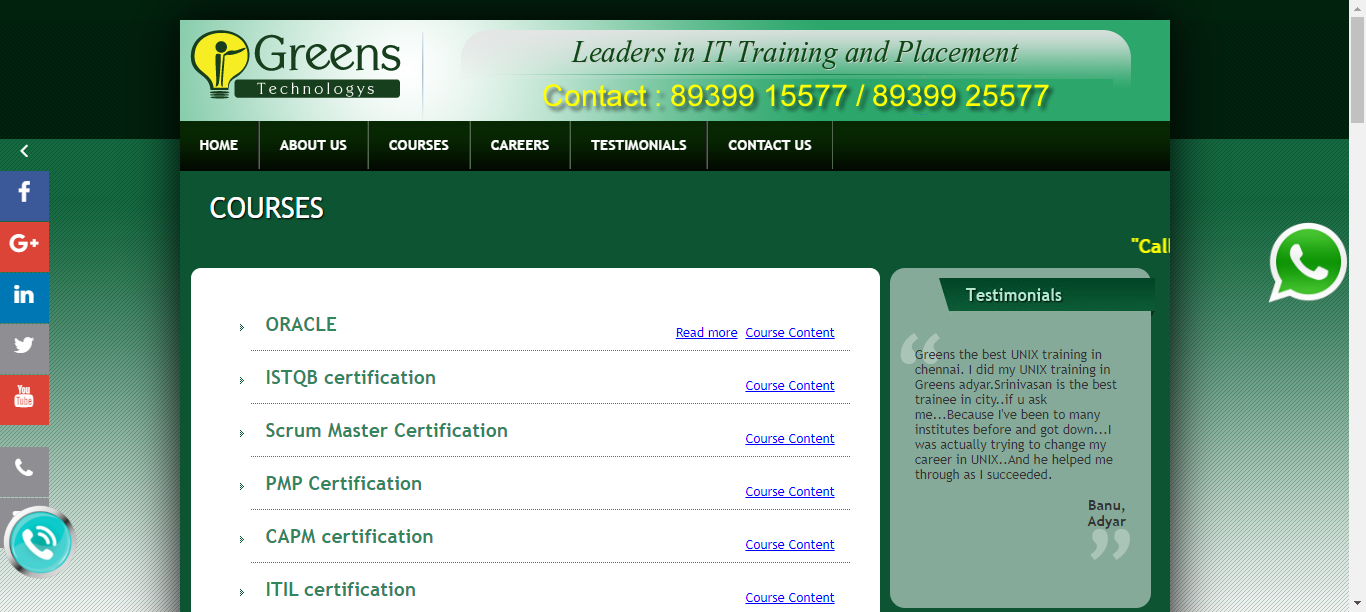 Greens
Technologys
Leaders in IT Training and Placement
Contact : 89399 15577 / 89399 25577
HOME ABOUT US COURSES CAREERS TESTIMONIALS CONTACT US
COURSES
"Call
ORACLE Read more Course Content
ISTQB certification Course Content
Scrum Master Certification Course Content
PMP Certification Course Content
CAPM certification Course Content
ITIL certification Course Content
Testimonials
Greens the best UNIX training in
chennai. I did my UNIX training in
Greens adyar.Srinivasan is the best
trainee in city..if u ask
me...Because I've been to many
institutes before and got down...I
was actually trying to change my
career in UNIX..And he helped me
through as I succeeded.
Banu,
Adyar
f
G+
in
You
Tube